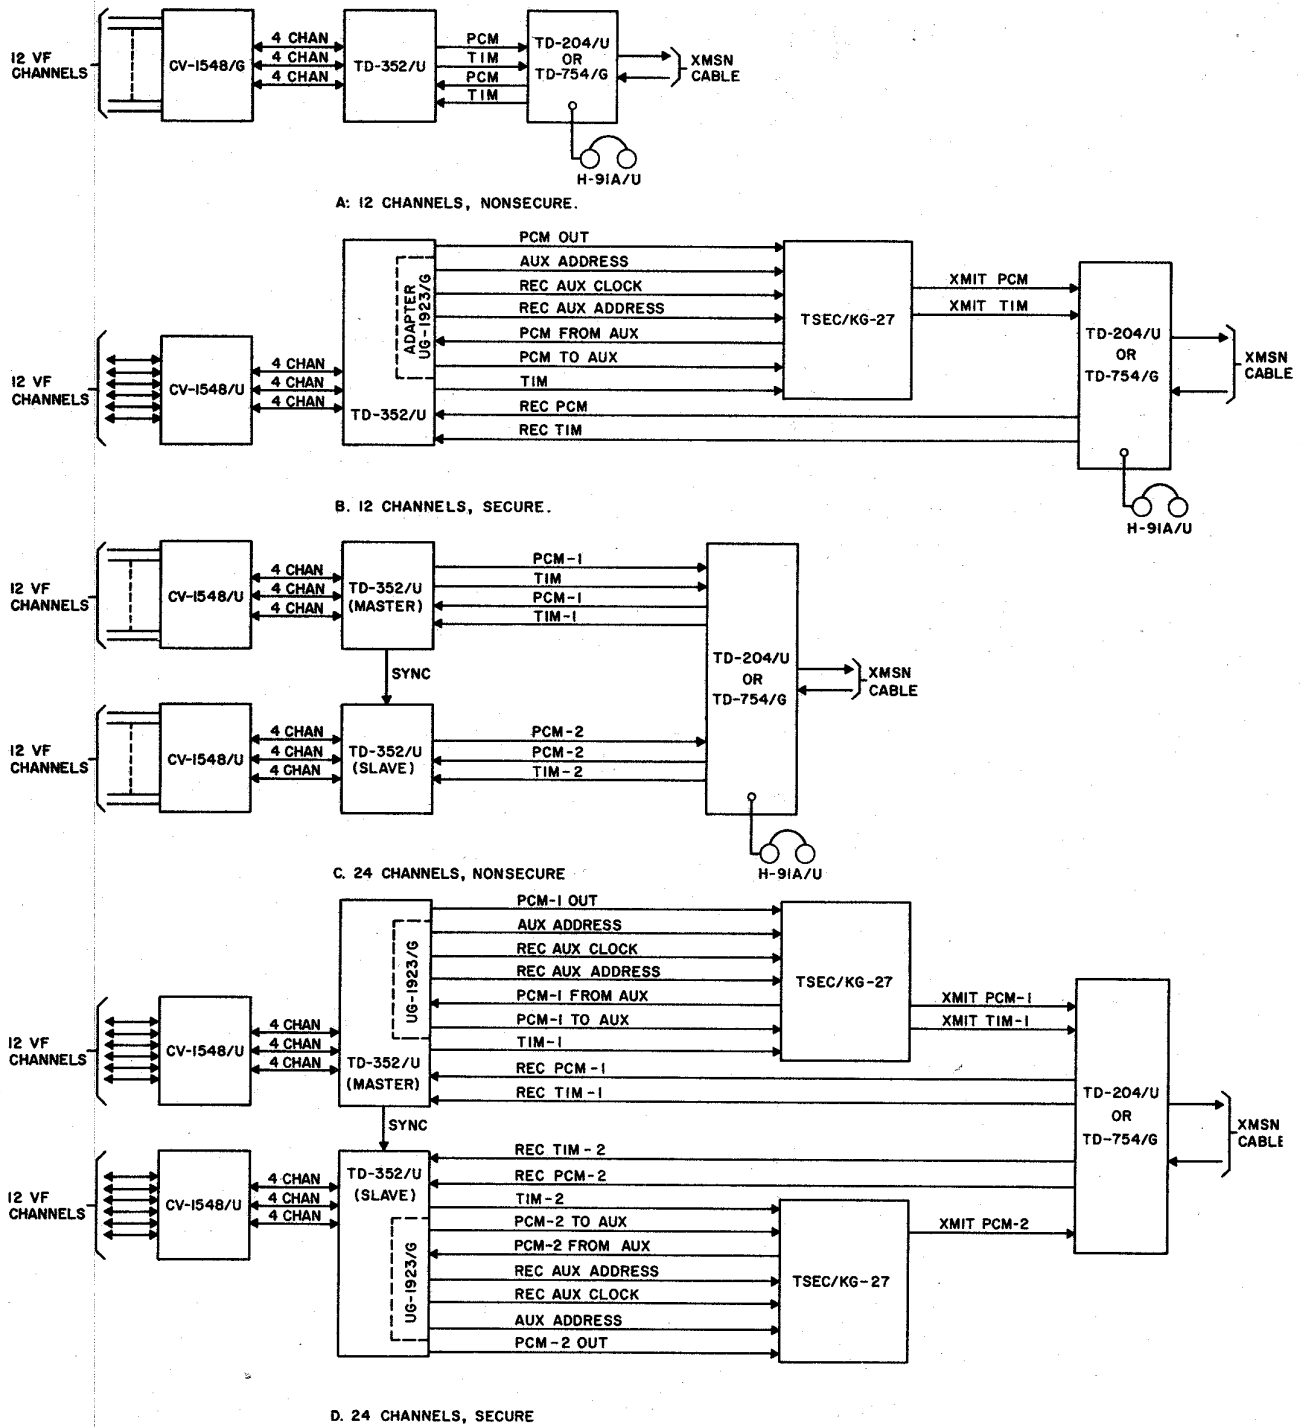 12 VF
CHANNELS
CV-1548/G
4 CHAN
4 CHAN
4 CHAN
TD-352/U
PCM
TIM
PCM
TIM
TD-204/U
OR
TD-754/G
XMSN
CABLE
H-91A/U
A: 12 CHANNELS, NONSECURE.
12 VF
CHANNELS
CV-1548/U
4 CHAN
4 CHAN
4 CHAN
ADAPTER
UG-1923/G
TD-352/U
PCM OUT
AUX ADDRESS
REC AUX CLOCK
REC AUX ADDRESS
PCM FROM AUX
PCM TO AUX
TIM
REC PCM
REC TIM
TSEC/KG-27
XMIT PCM
XMIT TIM
TD-204/U
OR
TD-754/G
XMSN
CABLE
H-91A/U
B. 12 CHANNELS, SECURE.
12 VF
CHANNELS
CV-1548/U
4 CHAN
4 CHAN
4 CHAN
TD-352/U
(MASTER)
PCM-1
TIM
PCM-1
TIM-1
SYNC
12 VF
CHANNELS
CV-1548/U
4 CHAN
4 CHAN
4 CHAN
TD-352/U
(SLAVE)
PCM-2
PCM-2
TIM-2
TD-204/U
OR
TD-754/G
XMSN
CABLE
H-91A/U
C. 24 CHANNELS, NONSECURE
12 VF
CHANNELS
CV-1548/U
4 CHAN
4 CHAN
4 CHAN
UG-1923/G
TD-352/U
(MASTER)
PCM-1 OUT
AUX ADDRESS
REC AUX CLOCK
REC AUX ADDRESS
PCM-1 FROM AUX
PCM-1 TO AUX
TIM-1
REC PCM-1
REC TIM-1
TSEC/KG-27
XMIT PCM-1
XMIT TIM-1
SYNC
12 VF
CHANNELS
CV-1548/U
4 CHAN
4 CHAN
4 CHAN
TD-352/U
(SLAVE)
UG-1923/G
REC TIM-2
REC PCM-2
TIM-2
PCM-2 TO AUX
PCM-2 FROM AUX
REC AUX ADDRESS
REC AUX CLOCK
AUX ADDRESS
PCM-2 OUT
TSEC/KG-27
XMIT PCM-2
TD-204/U
OR
TD-754/G
XMSN
CABLE
D. 24 CHANNELS, SECURE